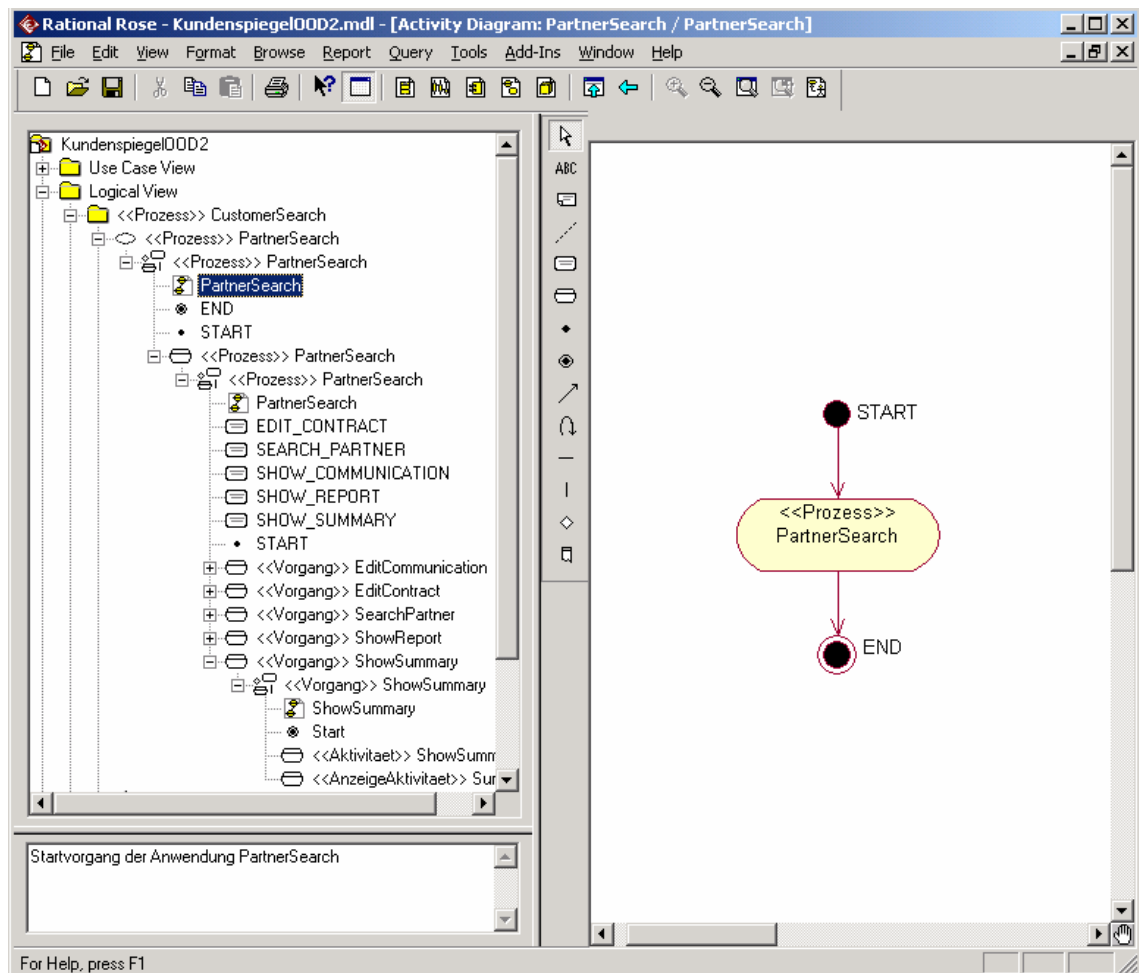 Rational Rose - KundenspiegelOOD2.mdl - [Activity Diagram: PartnerSearch / PartnerSearch]
File Edit View Format Browse Report Query Tools Add-Ins Window Help
KundenspiegelOOD2
Use Case View
Logical View
<<Prozess>> CustomerSearch
<<Prozess>> PartnerSearch
<<Prozess>> PartnerSearch
PartnerSearch
END
START
<<Prozess>> PartnerSearch
<<Prozess>> PartnerSearch
PartnerSearch
EDIT_CONTRACT
SEARCH_PARTNER
SHOW_COMMUNICATION
SHOW_REPORT
SHOW_SUMMARY
START
<<Vorgang>> EditCommunication
<<Vorgang>> EditContract
<<Vorgang>> SearchPartner
<<Vorgang>> ShowReport
<<Vorgang>> ShowSummary
<<Vorgang>> ShowSummary
ShowSummary
Start
<<Aktivitaet>> ShowSumm
<<AnzeigeAktivitaet>> Sur
Startvorgang der Anwendung PartnerSearch
ABC
START
<<Prozess>>
PartnerSearch
END
For Help, press F1